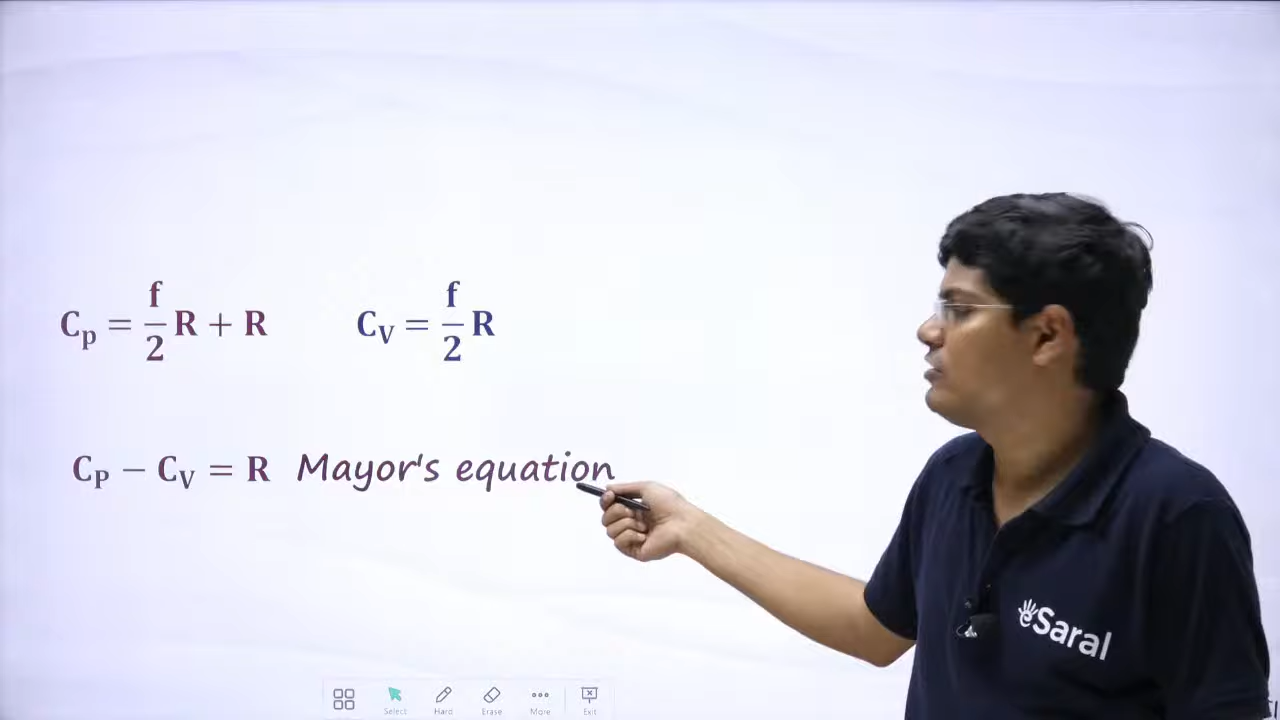 Cp = f/2 R + R
CV = f/2 R
CP − CV = R Mayor's equation
eSaral
Select Hard Erase More Exit